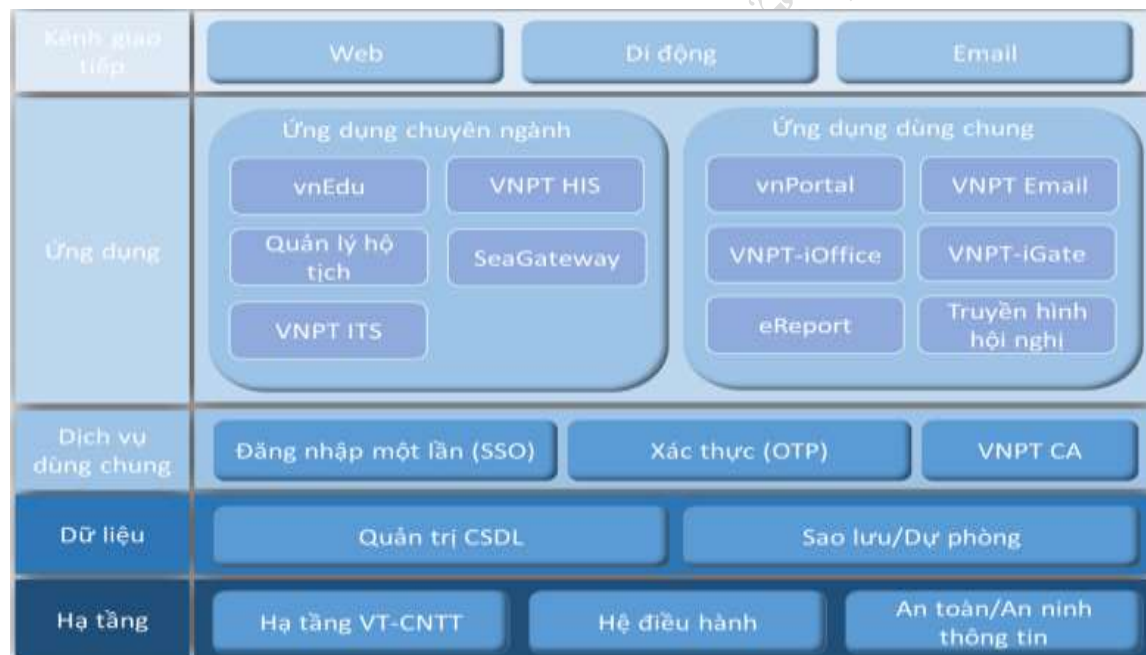 Kênh giao
tiếp
Web
Di động
Email
Ứng dụng
Ứng dụng chuyên ngành
vnEdu
VNPT HIS
Quản lý hộ
tịch
SeaGateway
VNPT ITS
Ứng dụng dùng chung
vnPortal
VNPT Email
VNPT-iOffice
VNPT-iGate
eReport
Truyền hình
hội nghị
Dịch vụ
dùng chung
Đăng nhập một lần (SSO)
Xác thực (OTP)
VNPT CA
Dữ liệu
Quản trị CSDL
Sao lưu/Dự phòng
Hạ tầng
Hạ tầng VT-CNTT
Hệ điều hành
An toàn/An ninh
thông tin